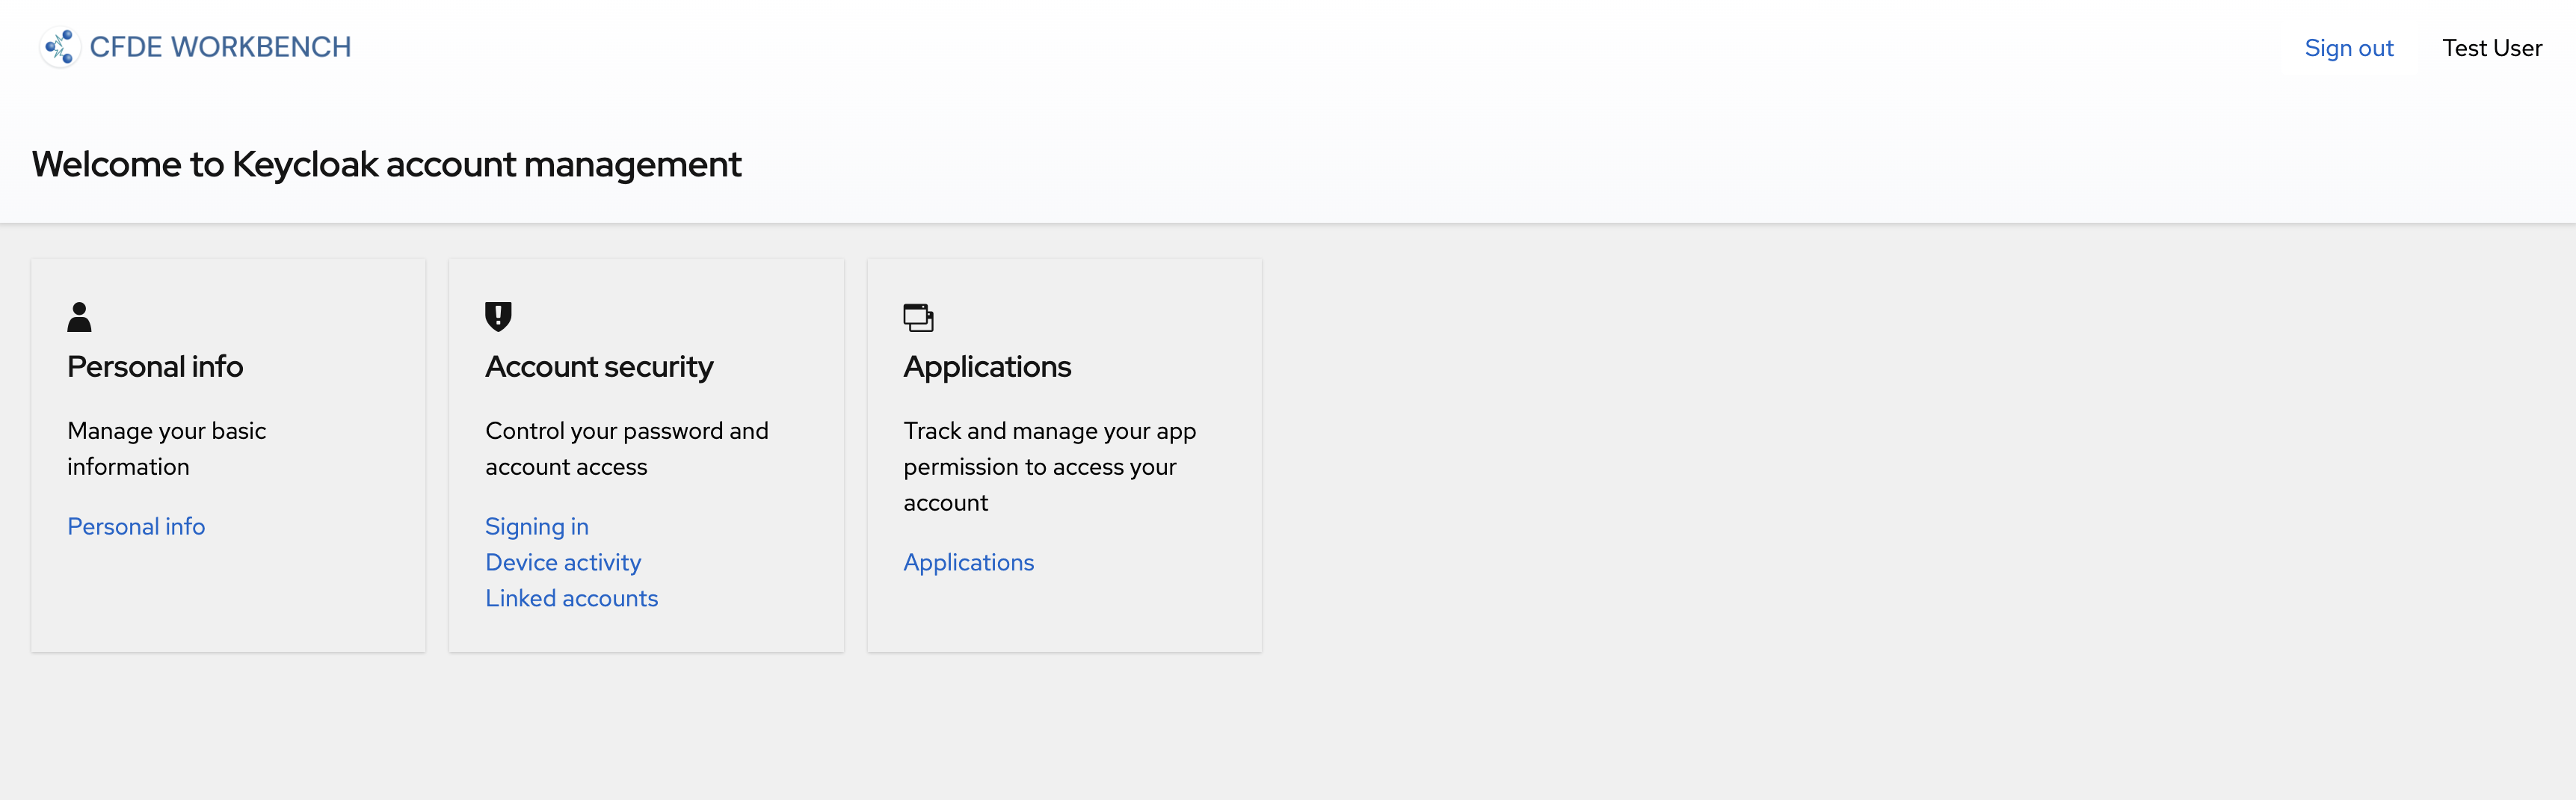 CFDE WORKBENCH
Sign out
Test User
Welcome to Keycloak account management
Personal info
Manage your basic
information
Personal info
Account security
Control your password and
account access
Signing in
Device activity
Linked accounts
Applications
Track and manage your app
permission to access your
account
Applications